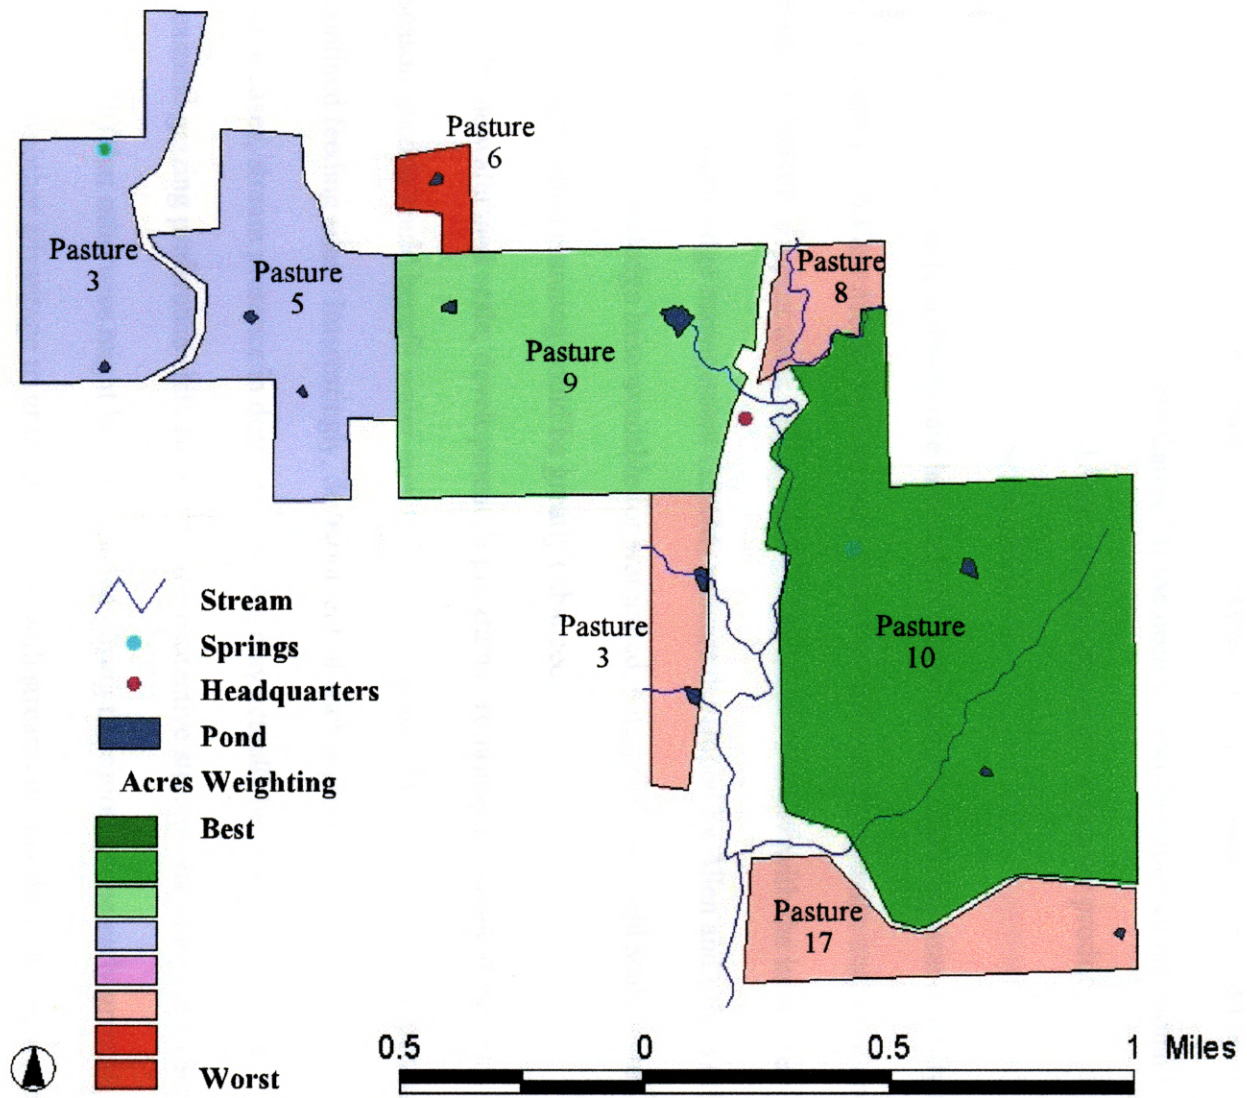 Pasture
6
Pasture
3
Pasture
5
Pasture
8
Pasture
9
Pasture
3
Pasture
10
Pasture
17
Stream
Springs
Headquarters
Pond
Acres Weighting
Best
Worst
0.5 0 0.5 1 Miles